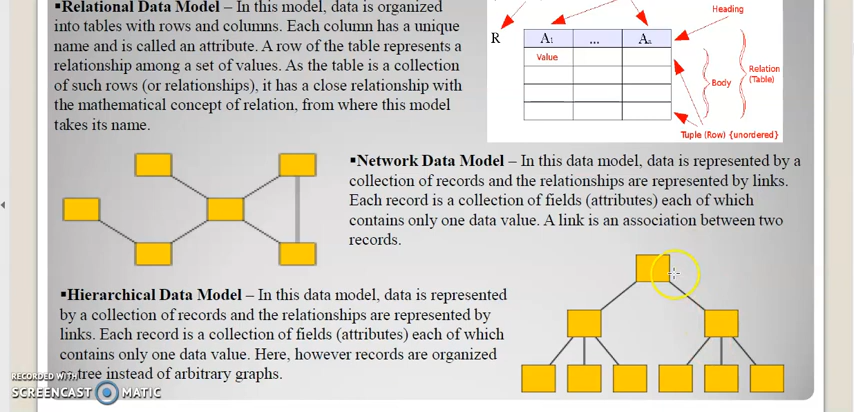 ▪Relational Data Model – In this model, data is organized
into tables with rows and columns. Each column has a unique
name and is called an attribute. A row of the table represents a
relationship among a set of values. As the table is a collection
of such rows (or relationships), it has a close relationship with
the mathematical concept of relation, from where this model
takes its name.
Heading
R
A1
...
An
Value
Body
Relation
(Table)
Tuple (Row) {unordered}
▪Network Data Model – In this data model, data is represented by a
collection of records and the relationships are represented by links.
Each record is a collection of fields (attributes) each of which
contains only one data value. A link is an association between two
records.
▪Hierarchical Data Model – In this data model, data is represented
by a collection of records and the relationships are represented by
links. Each record is a collection of fields (attributes) each of which
contains only one data value. Here, however records are organized
tree instead of arbitrary graphs.
RECORDED WITH
SCREENCAST MATIC